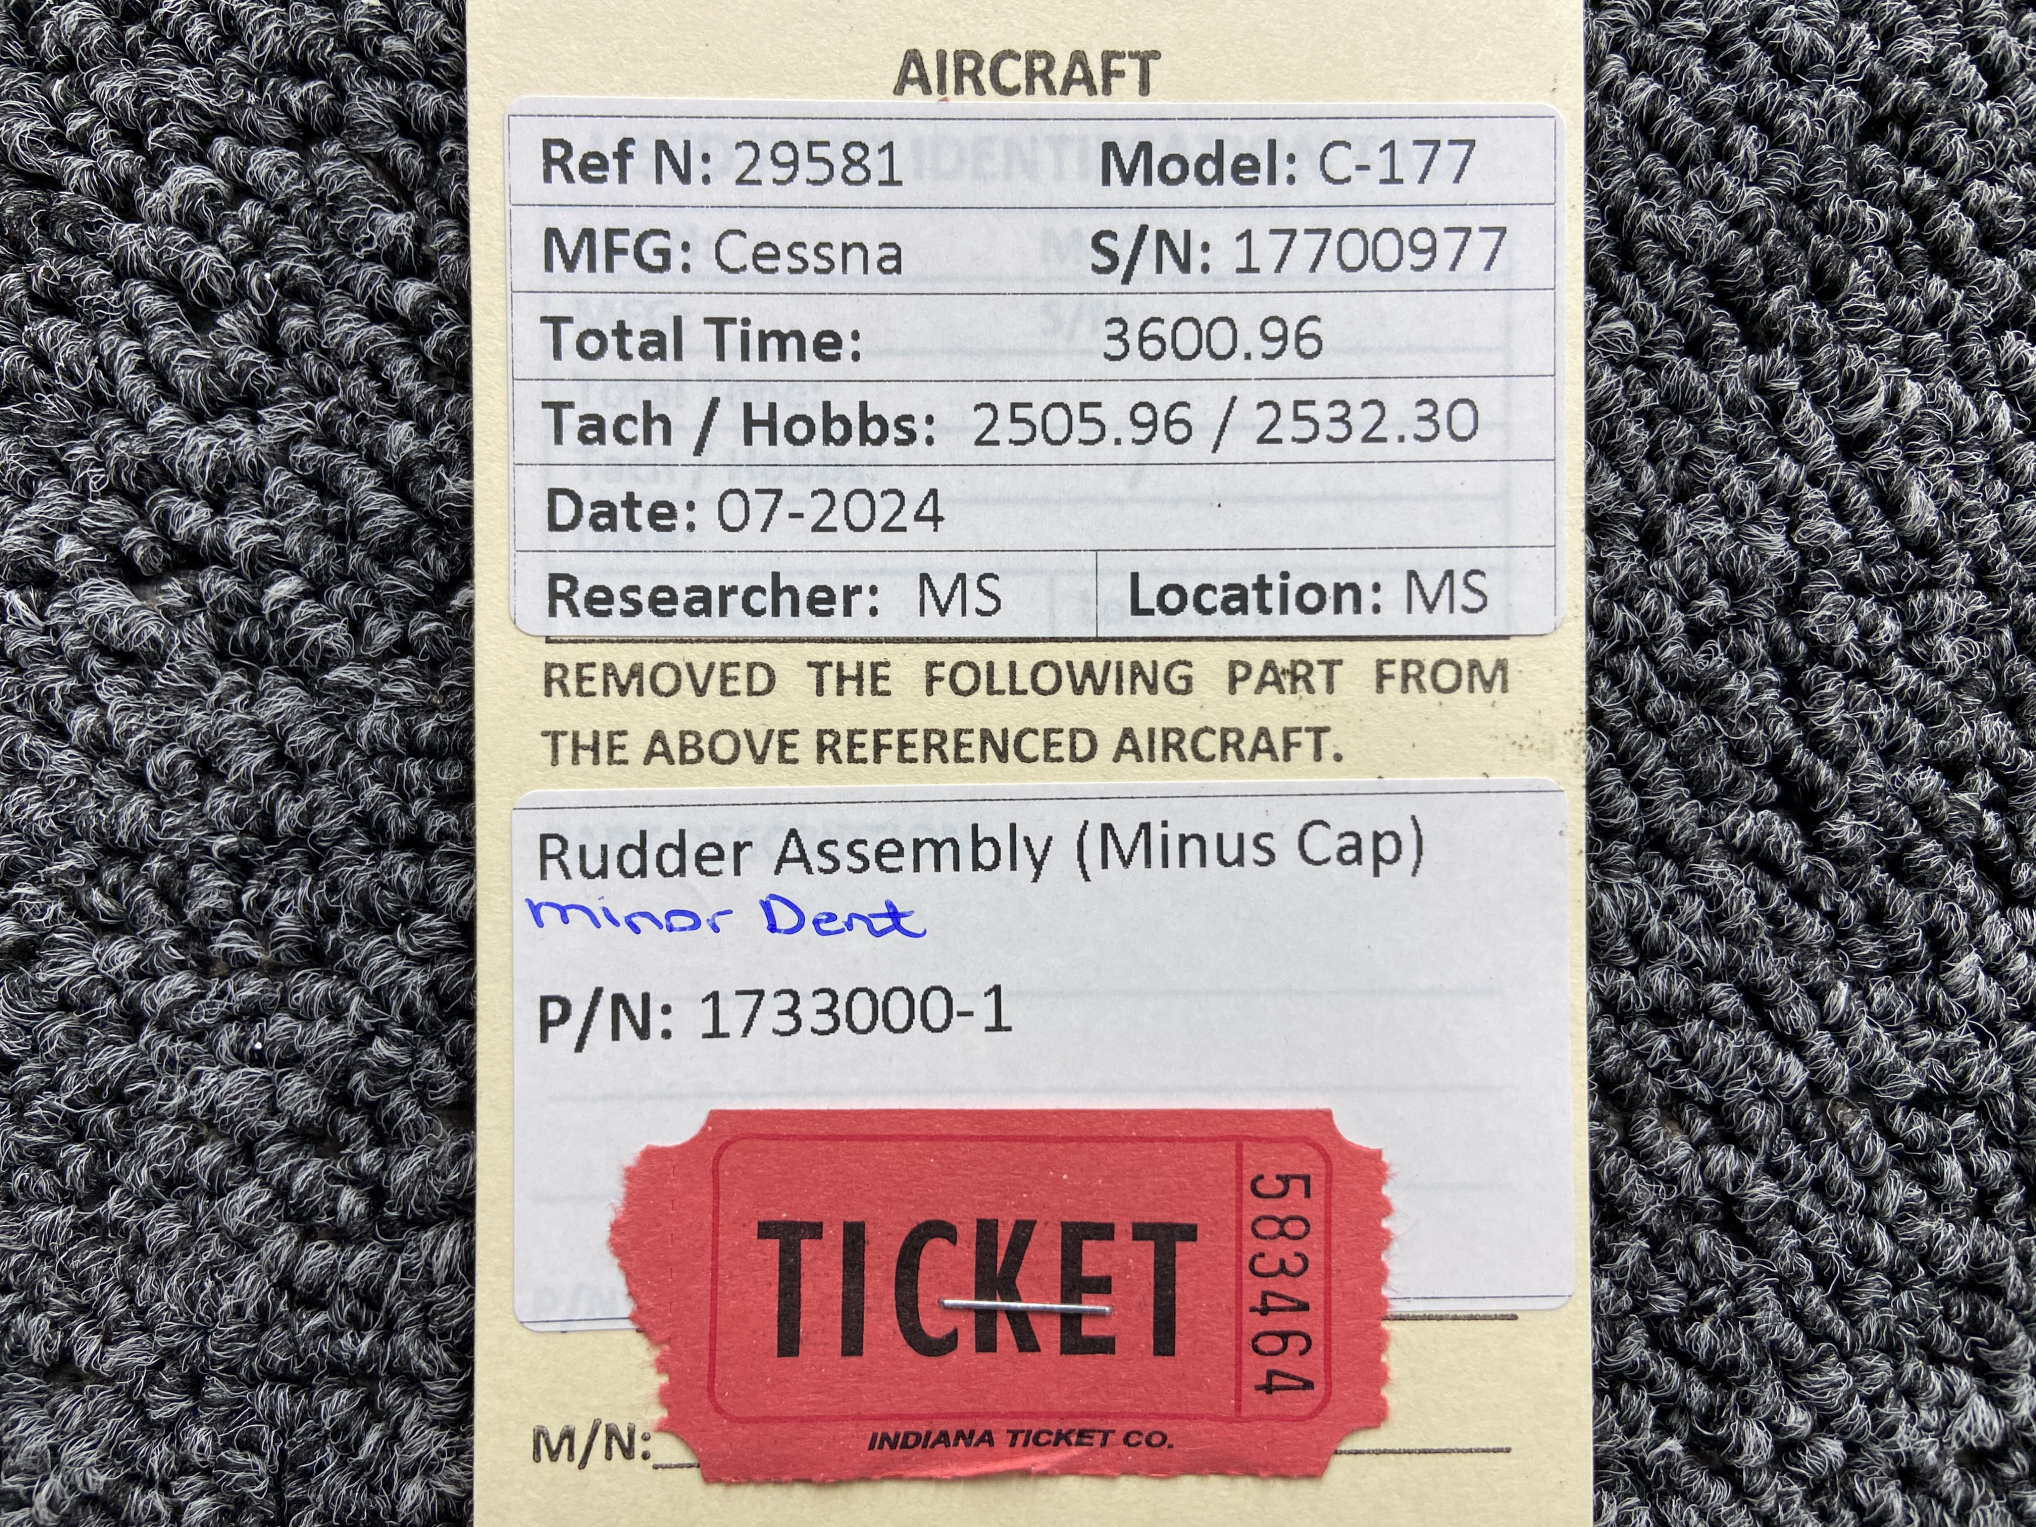 AIRCRAFT
Ref N: 29581 Model: C-177
MFG: Cessna S/N: 17700977
Total Time: 3600.96
Tach / Hobbs: 2505.96 / 2532.30
Date: 07-2024
Researcher: MS Location: MS
REMOVED THE FOLLOWING PART FROM
THE ABOVE REFERENCED AIRCRAFT.
Rudder Assembly (Minus Cap)
minor Dent
P/N: 1733000-1
TICKET
583464
M/N:
INDIANA TICKET CO.